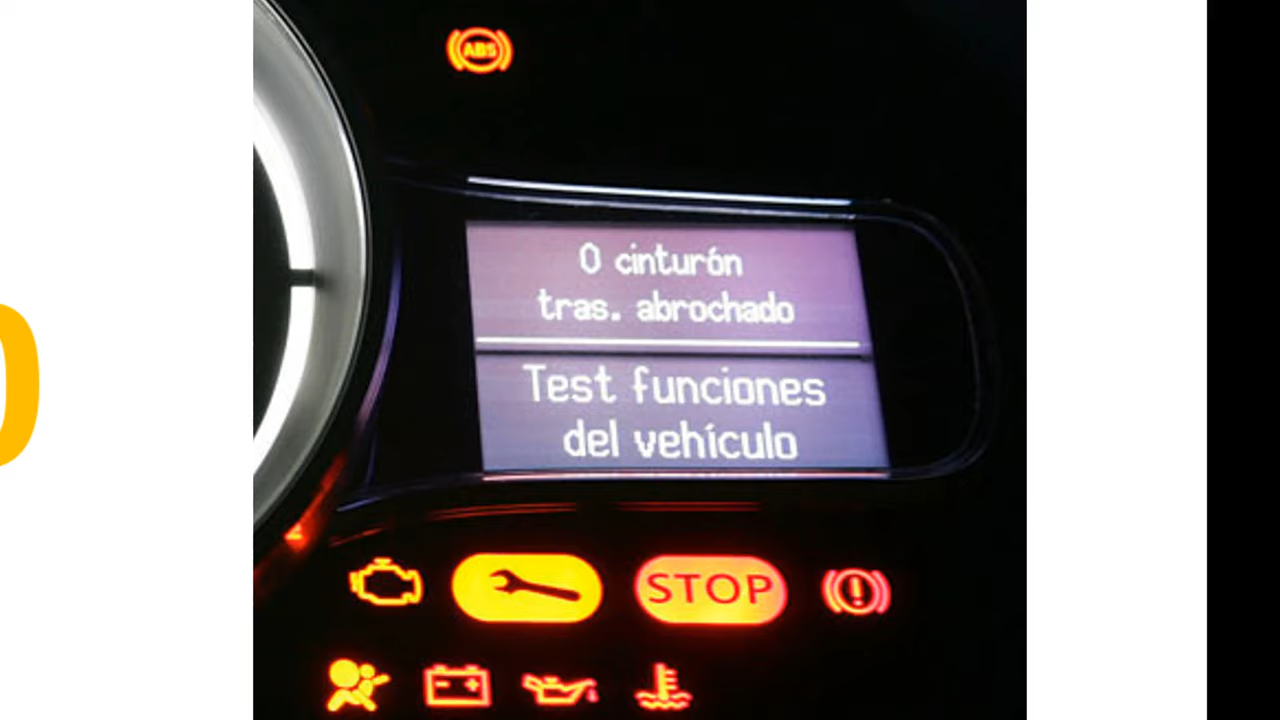 ABS
0 cinturón
tras. abrochado
Test funciones
del vehículo
STOP